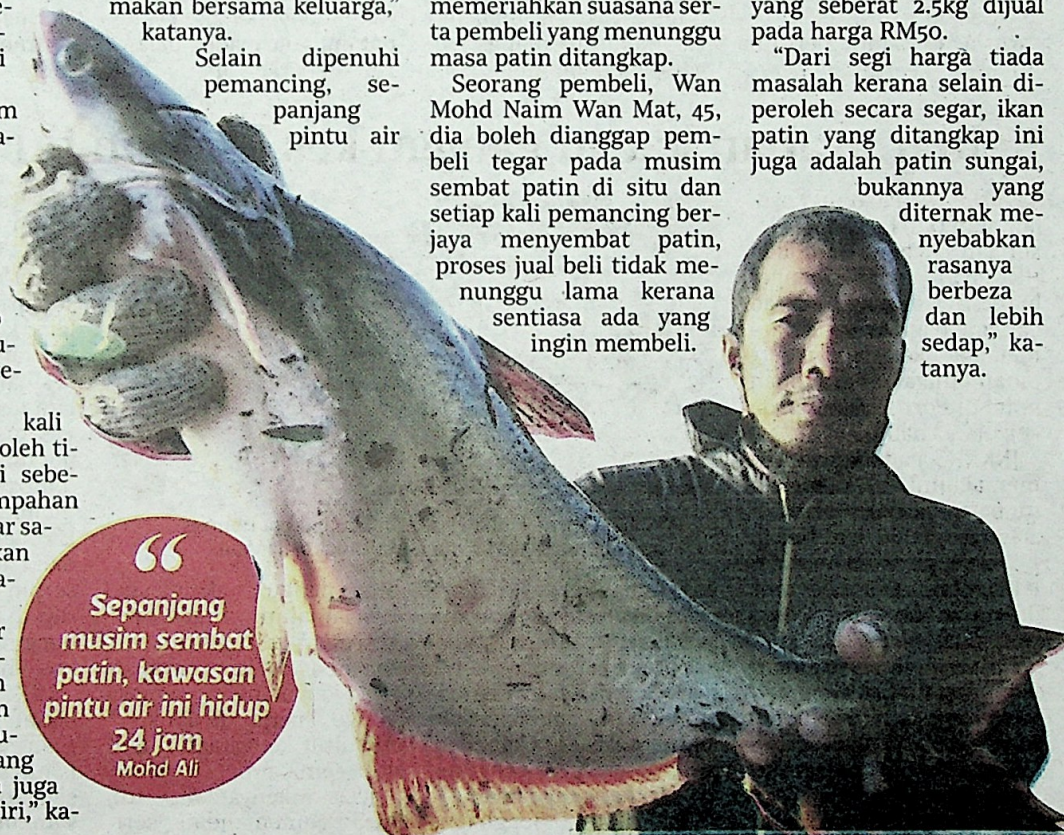 i
m
a-
u-
e-
kali
oleh ti-
i sebe-
mpahan
ar sa-
kan
a-
r
n
u-
ang
juga
iri,” ka-
makan bersama keluarga,”
katanya.
Selain dipenuhi
pemancing, se-
panjang
pintu air
“
Sepanjang
musim sembat
patin, kawasan
pintu air ini hidup
24 jam
Mohd Ali
memeriahkan suasana ser-
ta pembeli yang menunggu
masa patin ditangkap.
Seorang pembeli, Wan
Mohd Naim Wan Mat, 45,
dia boleh dianggap pem-
beli tegar pada musim
sembat patin di situ dan
setiap kali pemancing ber-
jaya menyembat patin,
proses jual beli tidak me-
nunggu lama kerana
sentiasa ada yang
ingin membeli.
yang seberat 2.5kg dijual
pada harga RM50.
“Dari segi harga tiada
masalah kerana selain di-
peroleh secara segar, ikan
patin yang ditangkap ini
juga adalah patin sungai,
bukannya yang
diternak me-
nyebabkan
rasanya
berbeza
dan lebih
sedap,” ka-
tanya.